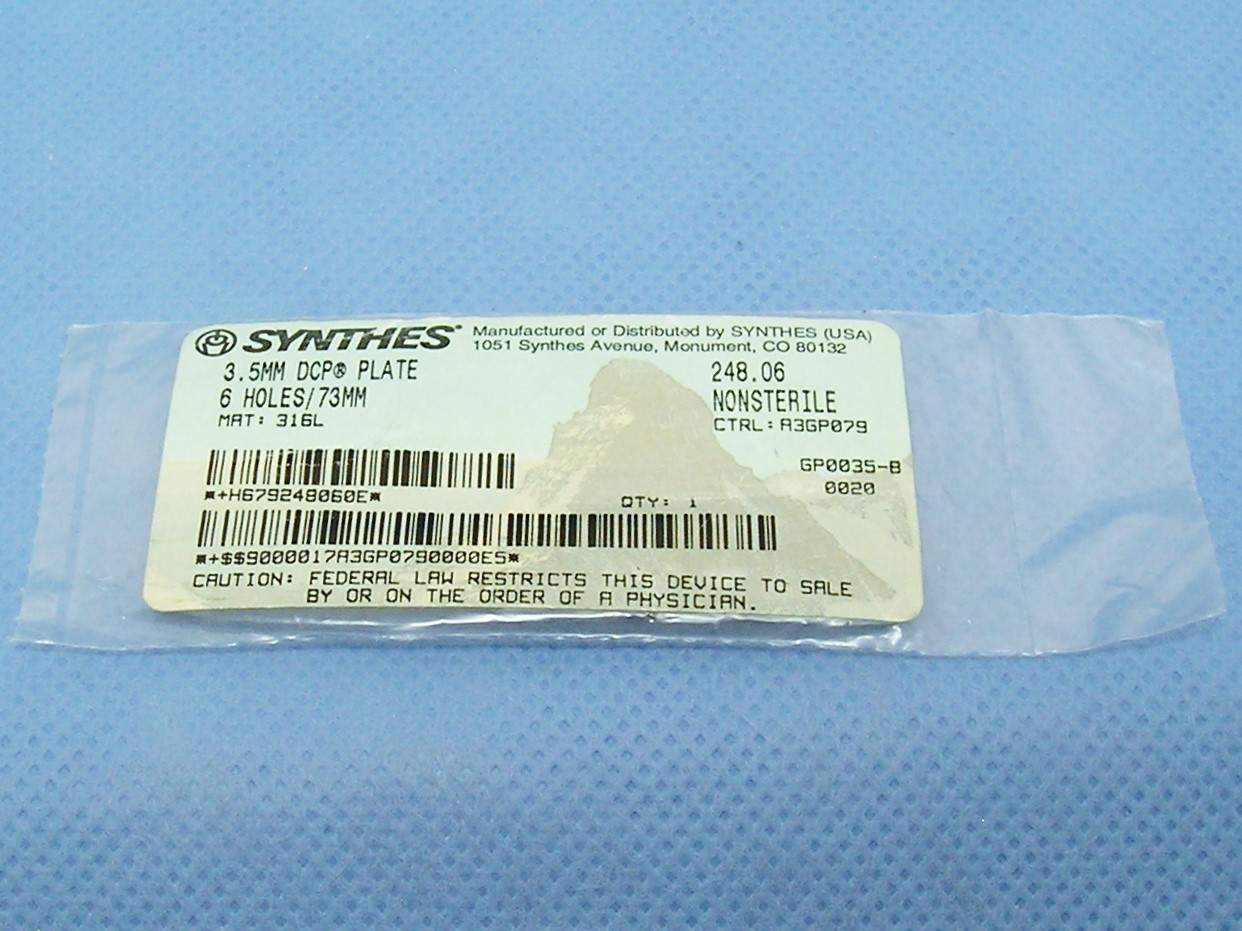 SYNTHES® Manufactured or Distributed by SYNTHES (USA)
1051 Synthes Avenue, Monument, CO 80132
3.5MM DCP® PLATE 248.06
6 HOLES/73MM NONSTERILE
MAT: 316L CTRL: A3GP079
GP0035-B
0020
*+H679248060E*
QTY: 1
*+$$9000017A3GP0790000E5*
CAUTION: FEDERAL LAW RESTRICTS THIS DEVICE TO SALE
BY OR ON THE ORDER OF A PHYSICIAN.